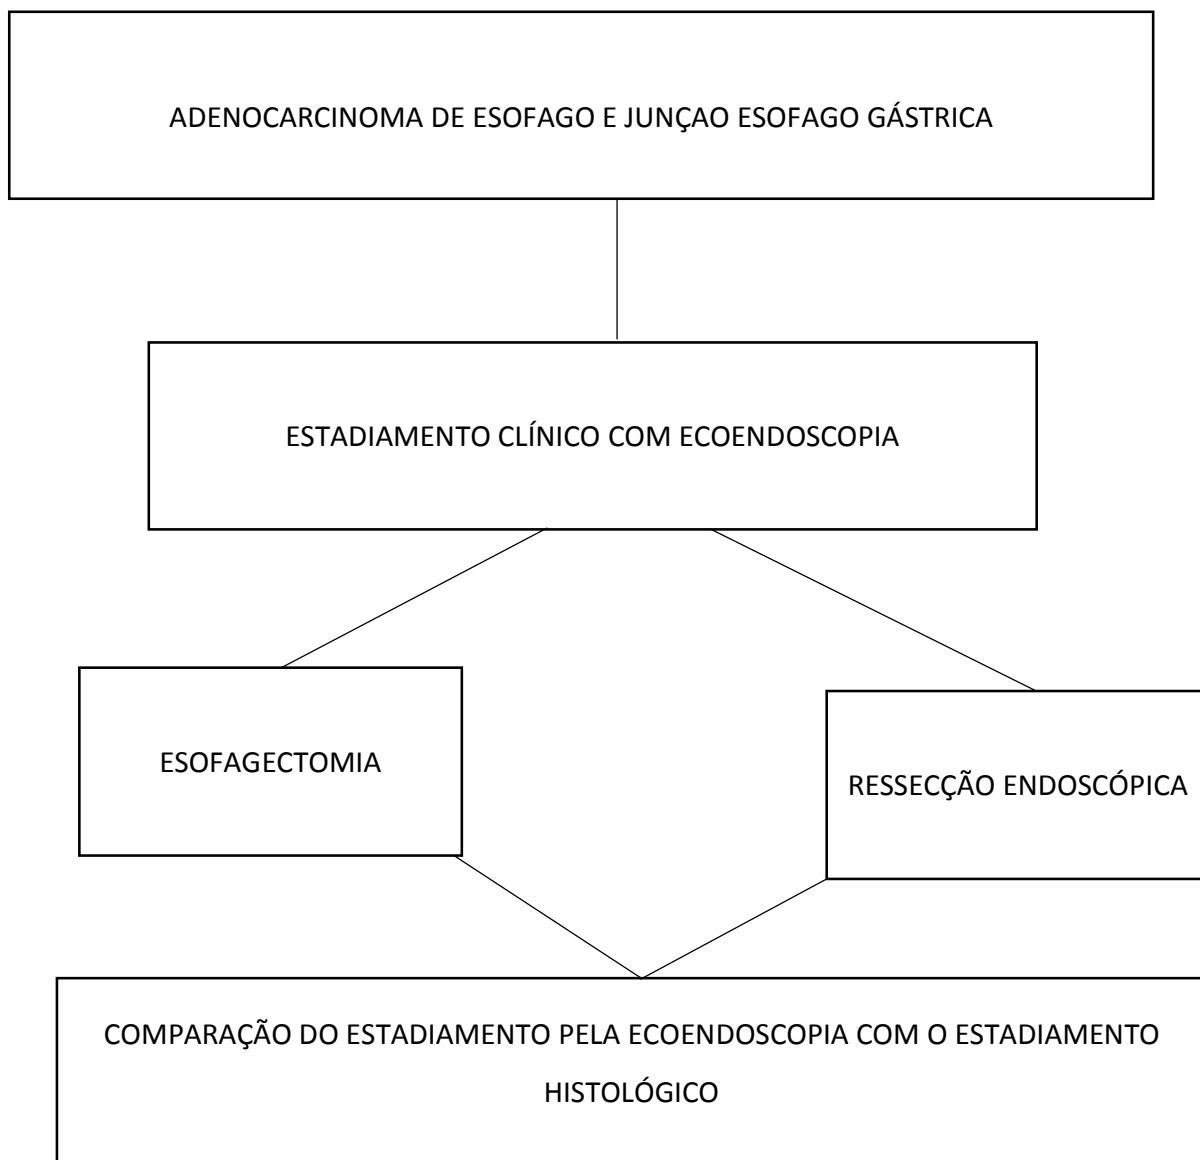 ADENOCARCINOMA DE ESOFAGO E JUNÇAO ESOFAGO GÁSTRICA
ESTADIAMENTO CLÍNICO COM ECOENDOSCOPIA
ESOFAGECTOMIA
RESSECÇÃO ENDOSCÓPICA
COMPARAÇÃO DO ESTADIAMENTO PELA ECOENDOSCOPIA COM O ESTADIAMENTO
HISTOLÓGICO